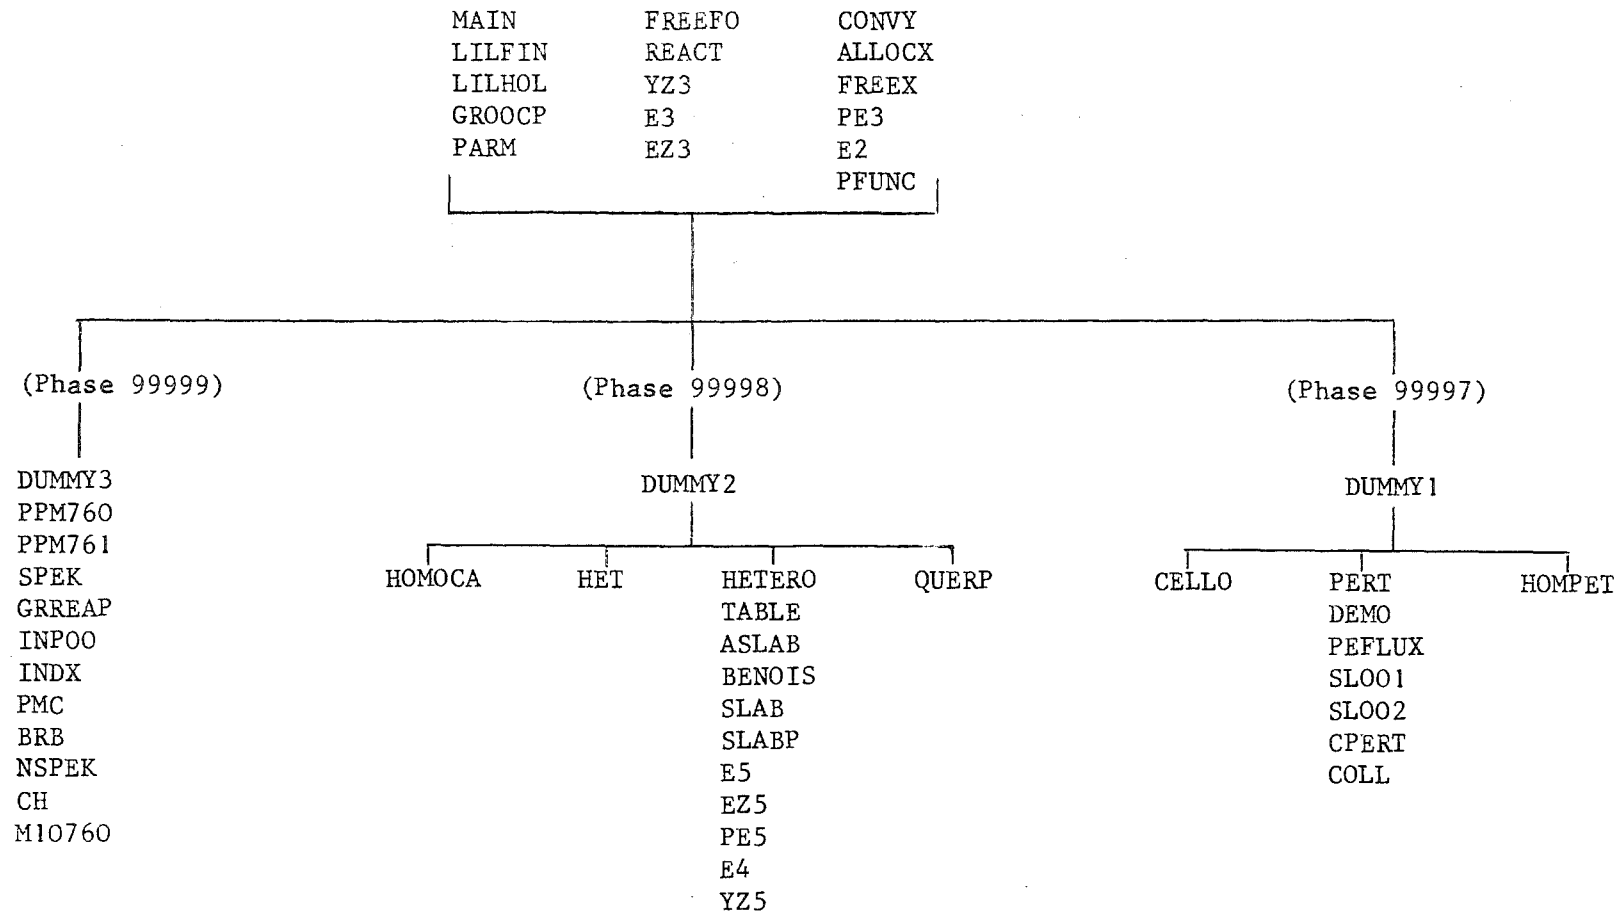 MAIN FREEFO CONVY
LILFIN REACT ALLOCX
LILHOL YZ3 FREEX
GROOCP E3 PE3
PARM EZ3 E2
PFUNC
(Phase 99999) (Phase 99998) (Phase 99997)
DUMMY3
PPM760
PPM761
SPEK
GRREAP
INPOO
INDX
PMC
BRB
NSPEK
CH
M10760
DUMMY2
HOMOCA HET HETERO QUERP
TABLE
ASLAB
BENOIS
SLAB
SLABP
E5
EZ5
PE5
E4
YZ5
DUMMY1
CELLO PERT HOMPET
DEMO
PEFLUX
SL001
SL002
CPERT
COLL